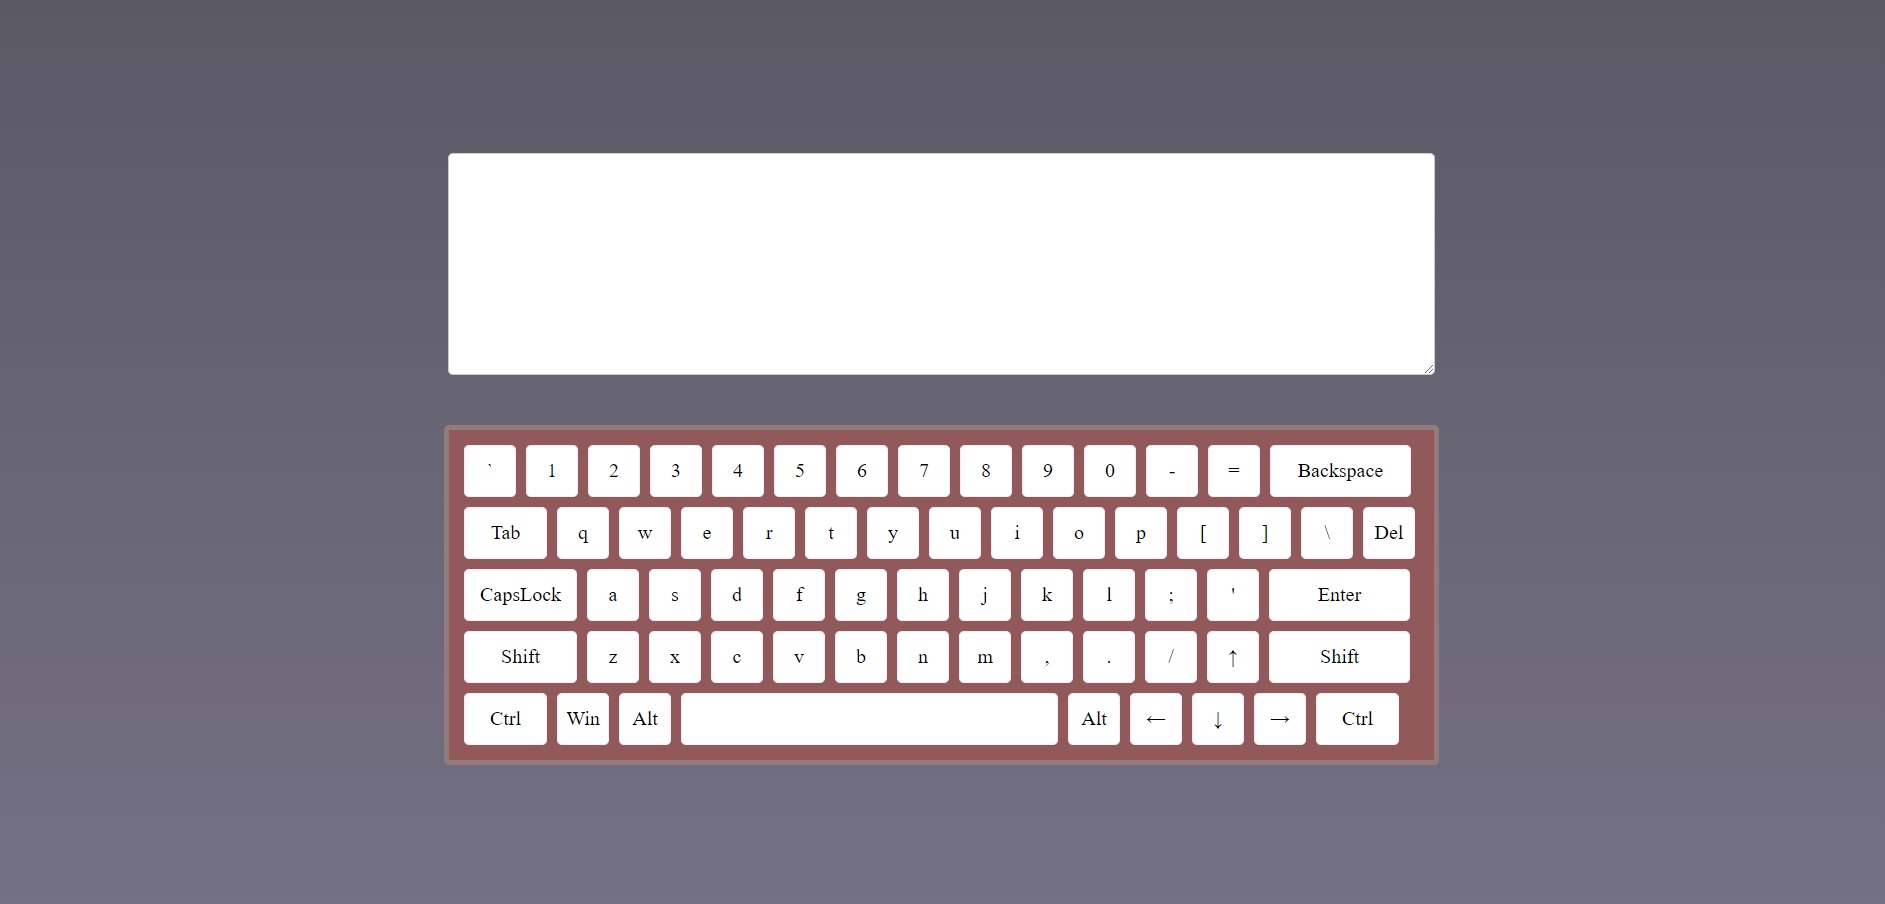 ` 1 2 3 4 5 6 7 8 9 0 - = Backspace
Tab q w e r t y u i o p [ ] \ Del
CapsLock a s d f g h j k l ; ' Enter
Shift z x c v b n m , . / ↑ Shift
Ctrl Win Alt Alt ← ↓ → Ctrl